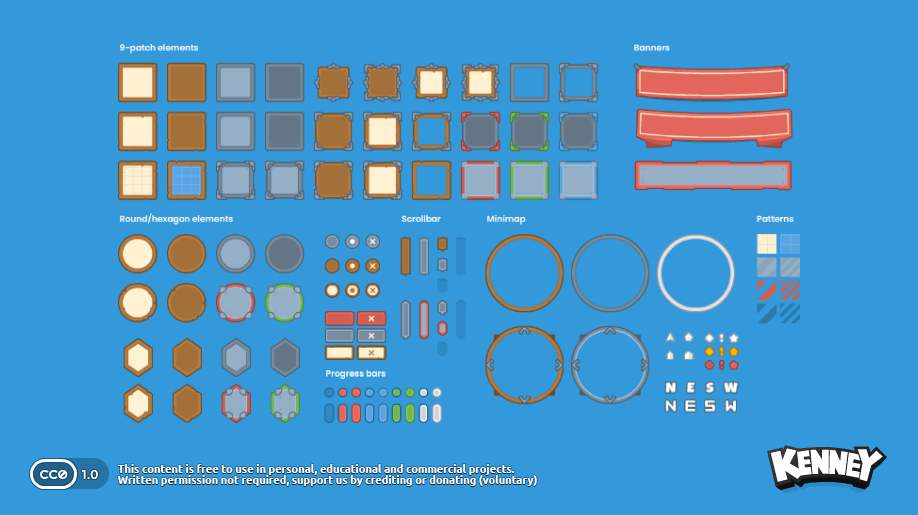 9-patch elements
Banners
Round/hexagon elements
Scrollbar
Minimap
Patterns
Progress bars
N E S W
N E S W
CC0 1.0
This content is free to use in personal, educational and commercial projects.
Written permission not required, support us by crediting or donating (voluntary)
KENNEY